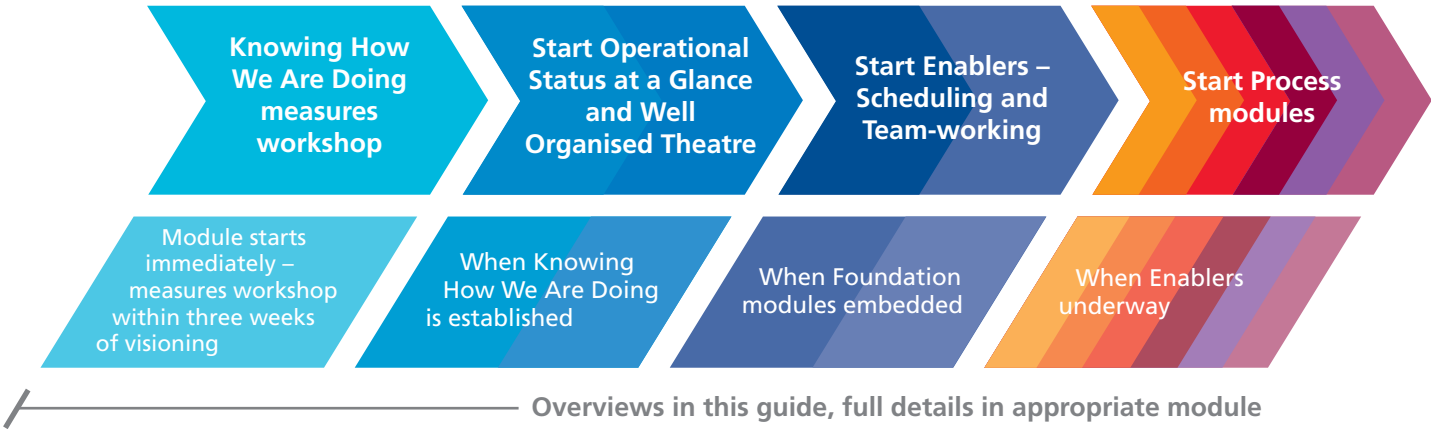 Knowing How
We Are Doing
measures
workshop
Start Operational
Status at a Glance
and Well
Organised Theatre
Start Enablers –
Scheduling and
Team-working
Start Process
modules
Module starts
immediately –
measures workshop
within three weeks
of visioning
When Knowing
How We Are Doing
is established
When Foundation
modules embedded
When Enablers
underway
Overviews in this guide, full details in appropriate module